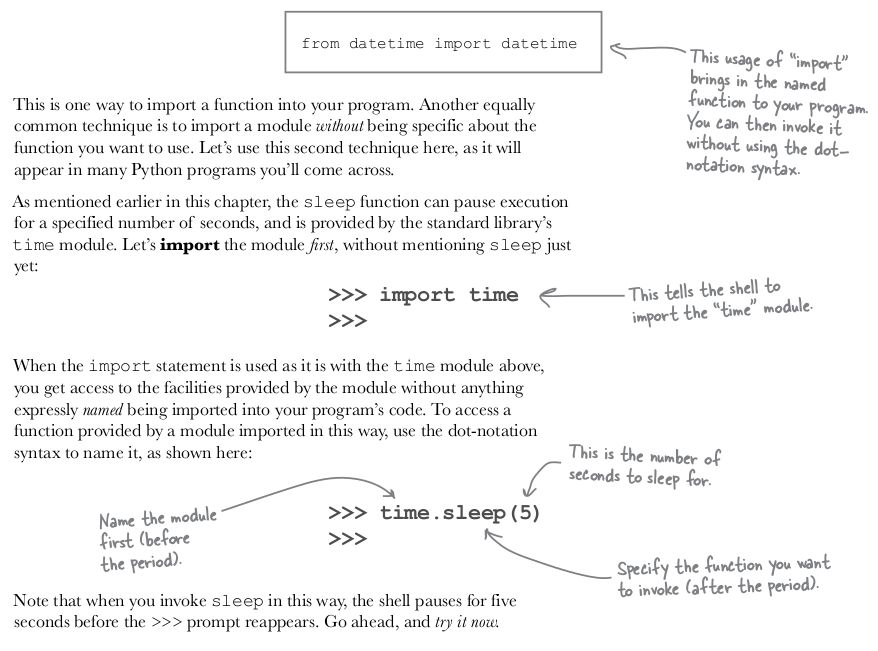 from datetime import datetime
This usage of “import”
brings in the named
function to your program.
You can then invoke it
without using the dot-
notation syntax.
This is one way to import a function into your program. Another equally
common technique is to import a module without being specific about the
function you want to use. Let’s use this second technique here, as it will
appear in many Python programs you’ll come across.
As mentioned earlier in this chapter, the sleep function can pause execution
for a specified number of seconds, and is provided by the standard library’s
time module. Let’s import the module first, without mentioning sleep just
yet:
>>> import time
>>>
This tells the shell to
import the “time” module.
When the import statement is used as it is with the time module above,
you get access to the facilities provided by the module without anything
expressly named being imported into your program’s code. To access a
function provided by a module imported in this way, use the dot-notation
syntax to name it, as shown here:
This is the number of
seconds to sleep for.
Name the module
first (before
the period).
>>> time.sleep(5)
>>>
Specify the function you want
to invoke (after the period).
Note that when you invoke sleep in this way, the shell pauses for five
seconds before the >>> prompt reappears. Go ahead, and try it now.